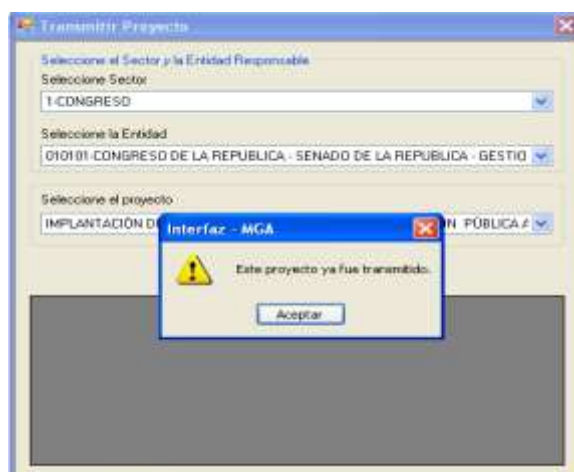 Transmitir Proyecto
Seleccione el Sector y la Entidad Responsable
Seleccione Sector
1-CONGRESO
Seleccione la Entidad
010101-CONGRESO DE LA REPUBLICA - SENADO DE LA REPUBLICA - GESTIO
Seleccione el proyecto
IMPLANTACIÓN D
PÚBLICA A
Interfaz - MGA
Este proyecto ya fue transmitido.
Aceptar